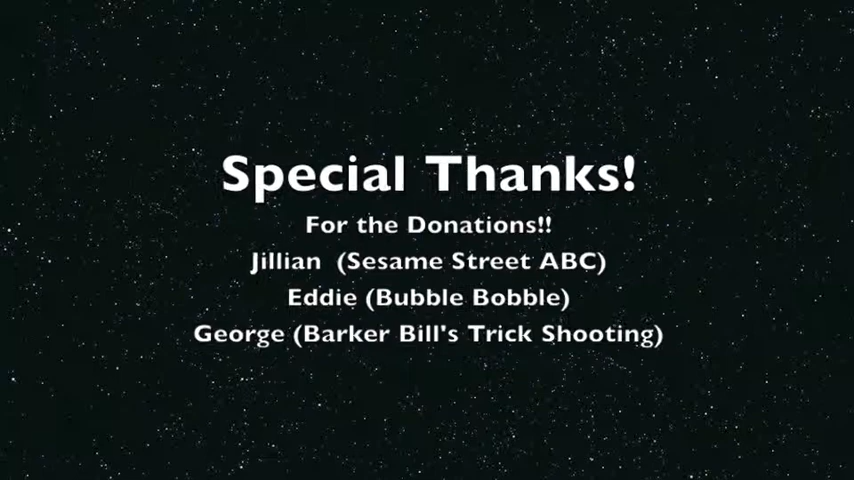 Special Thanks!
For the Donations!!
Jillian  (Sesame Street ABC)
Eddie (Bubble Bobble)
George (Barker Bill's Trick Shooting)